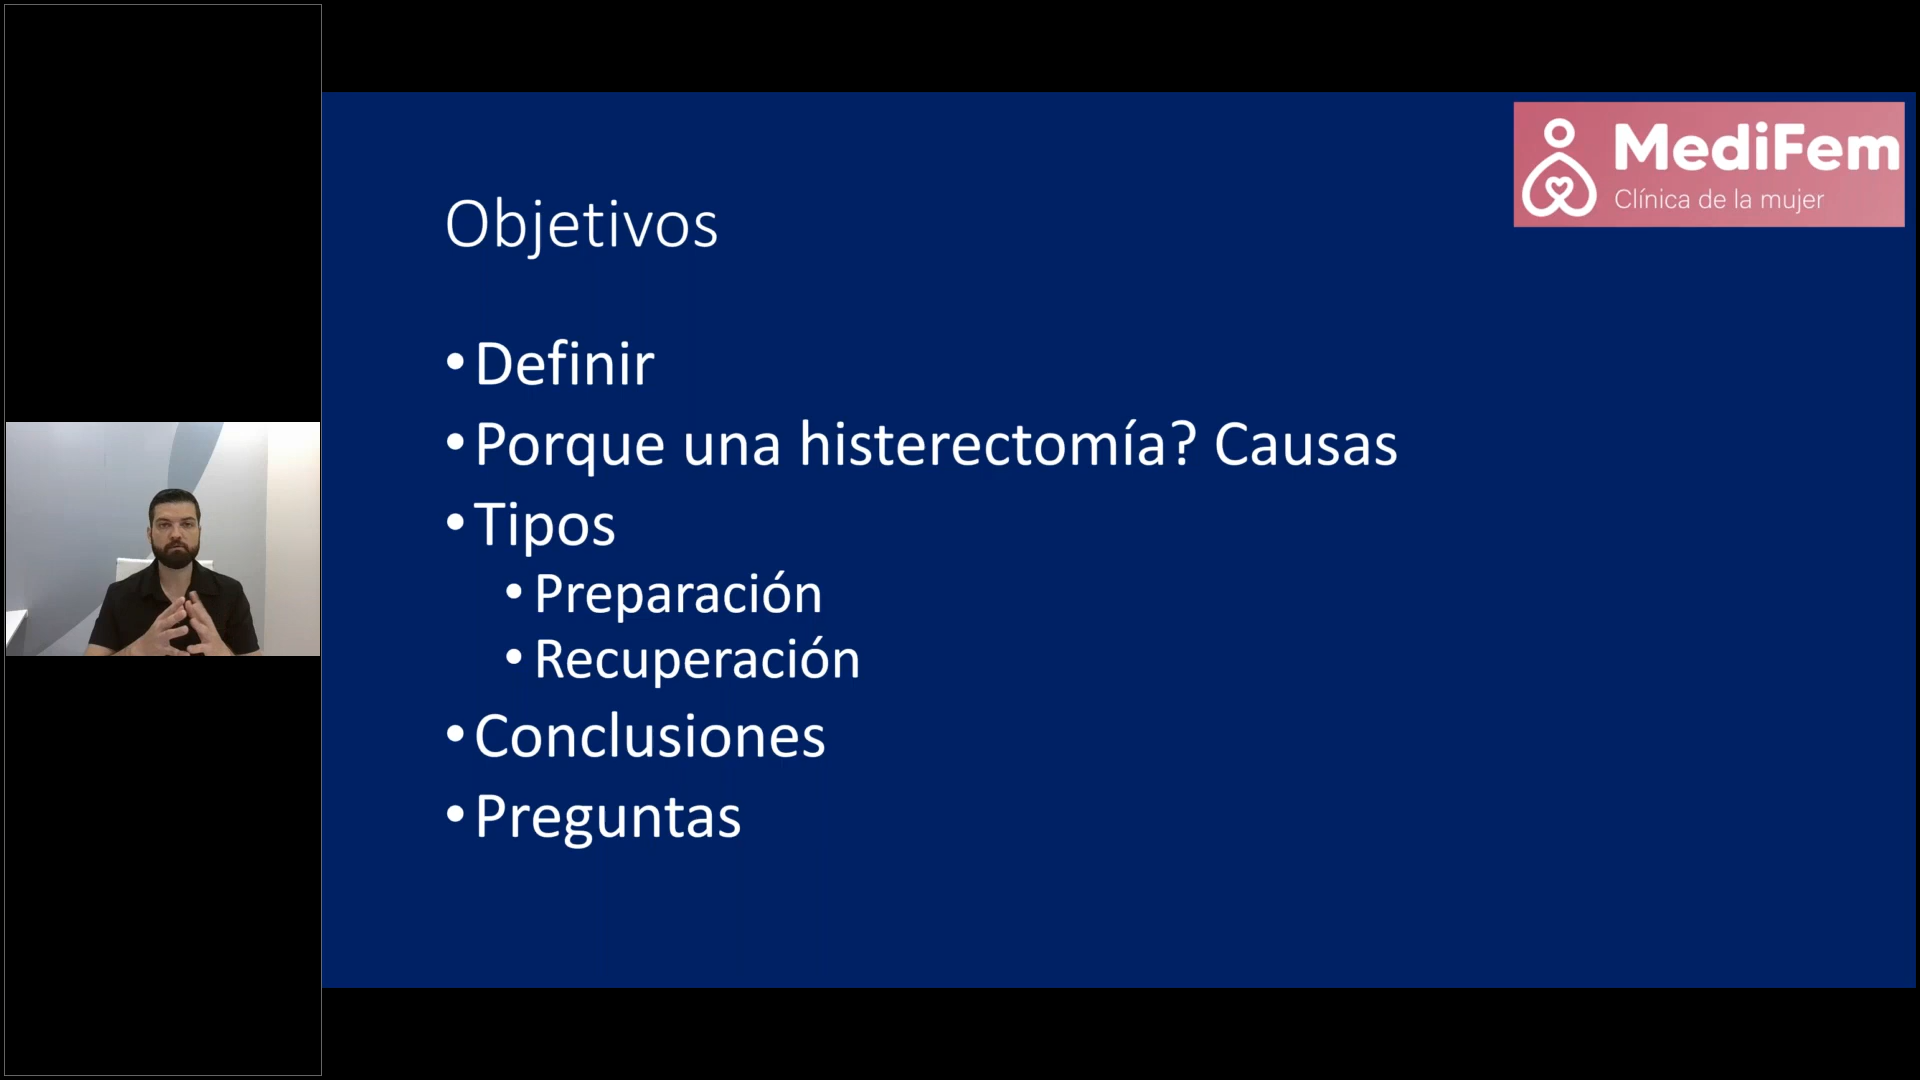 MediFem
Clínica de la mujer
Objetivos
• Definir
• Porque una histerectomía? Causas
• Tipos
• Preparación
• Recuperación
• Conclusiones
• Preguntas